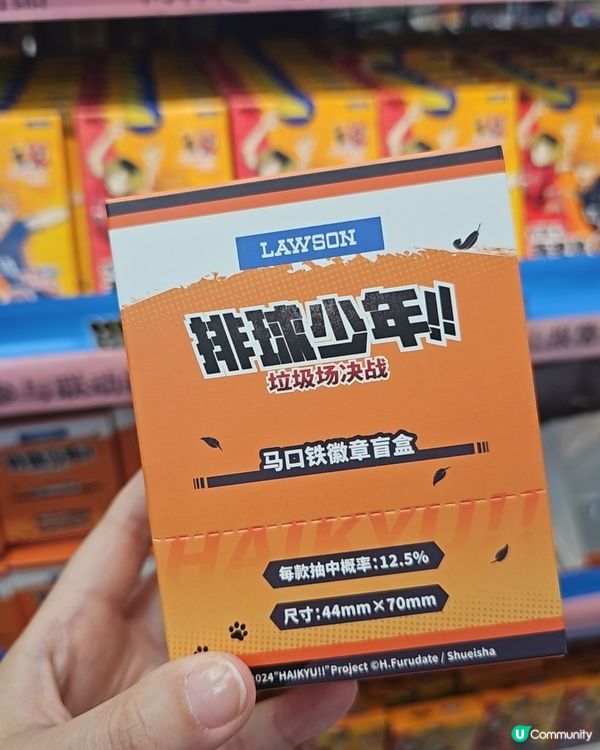 LAWSON
排球少年!!
垃圾场决战
马口铁徽章盲盒
HAIKYU!!
每款抽中概率:12.5%
尺寸:44mm×70mm
2024"HAIKYU!!"Project ©H.Furudate / Shueisha
LAWSON
U Community